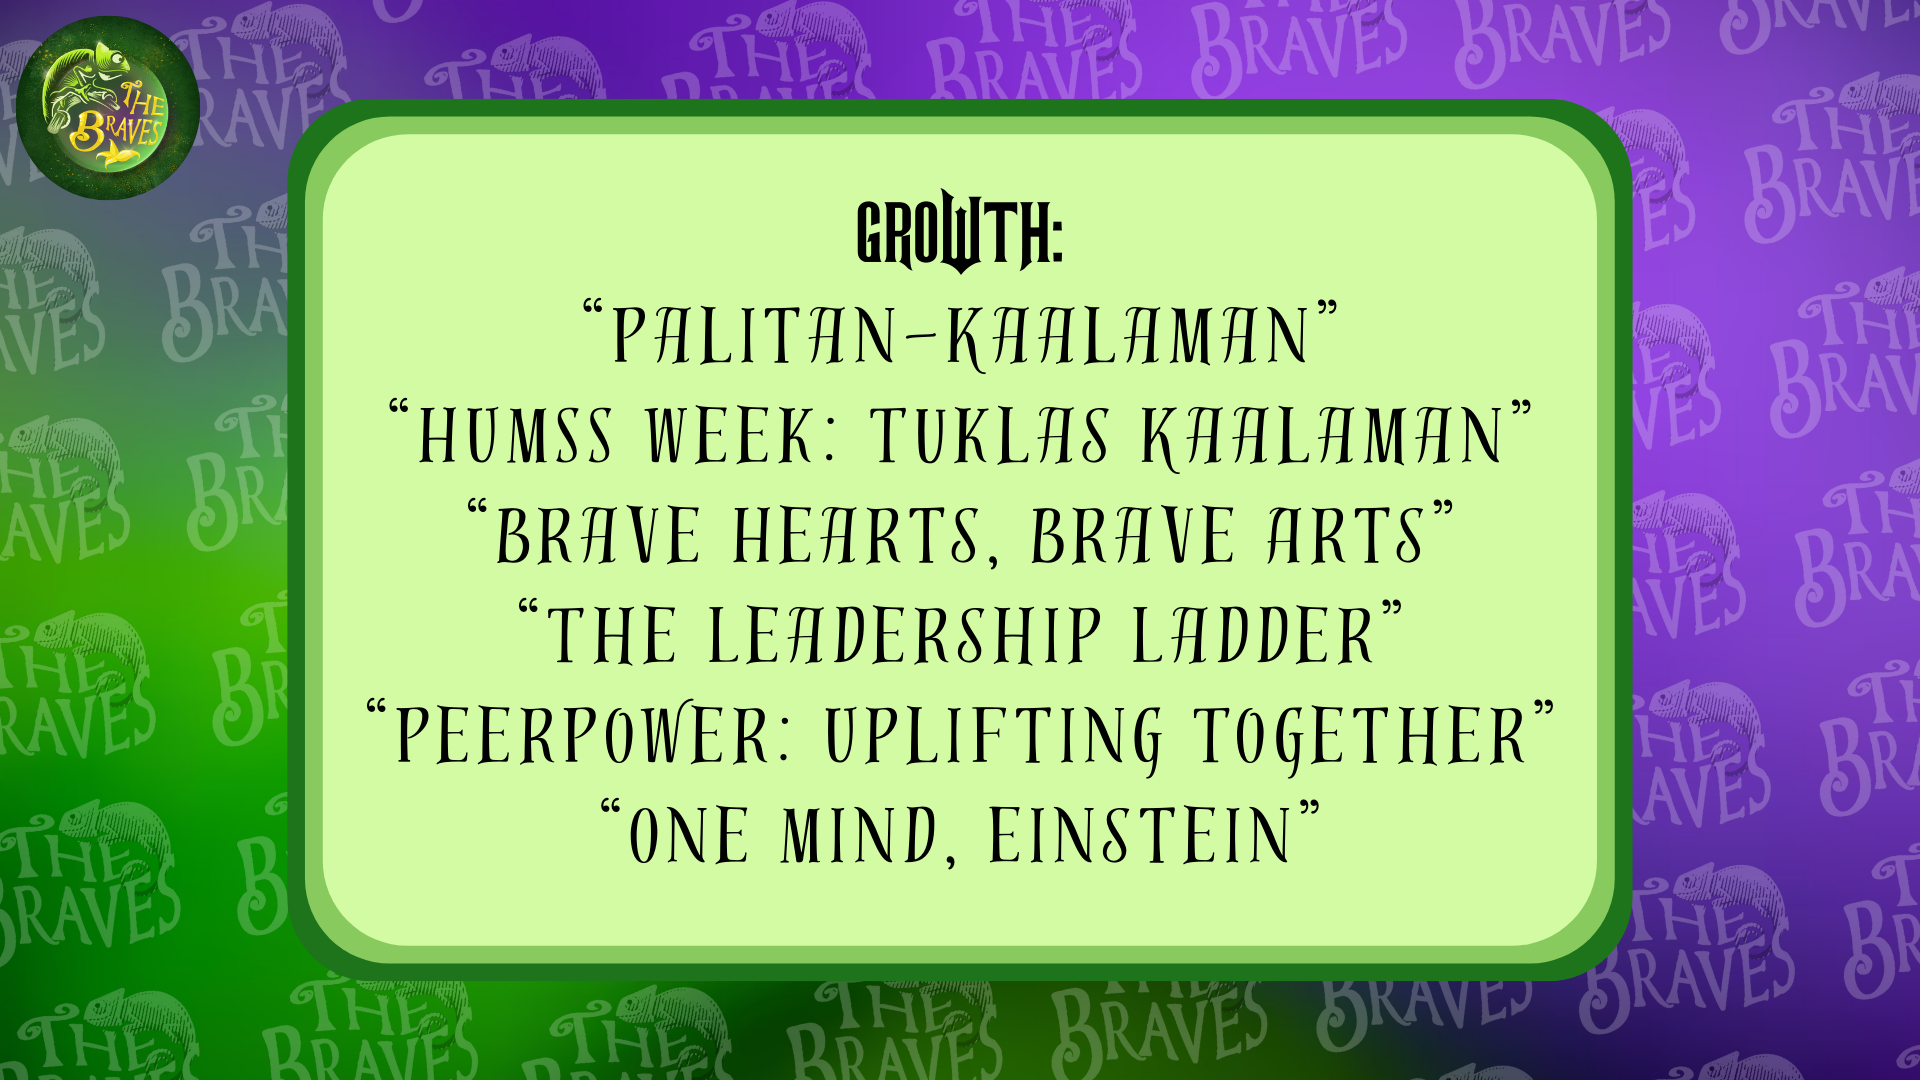 THE
BRAVES
GROWTH:
“PALITAN-KAALAMAN”
“HUMSS WEEK: TUKLAS KAALAMAN”
“BRAVE HEARTS, BRAVE ARTS”
“THE LEADERSHIP LADDER”
“PEERPOWER: UPLIFTING TOGETHER”
“ONE MIND, EINSTEIN”